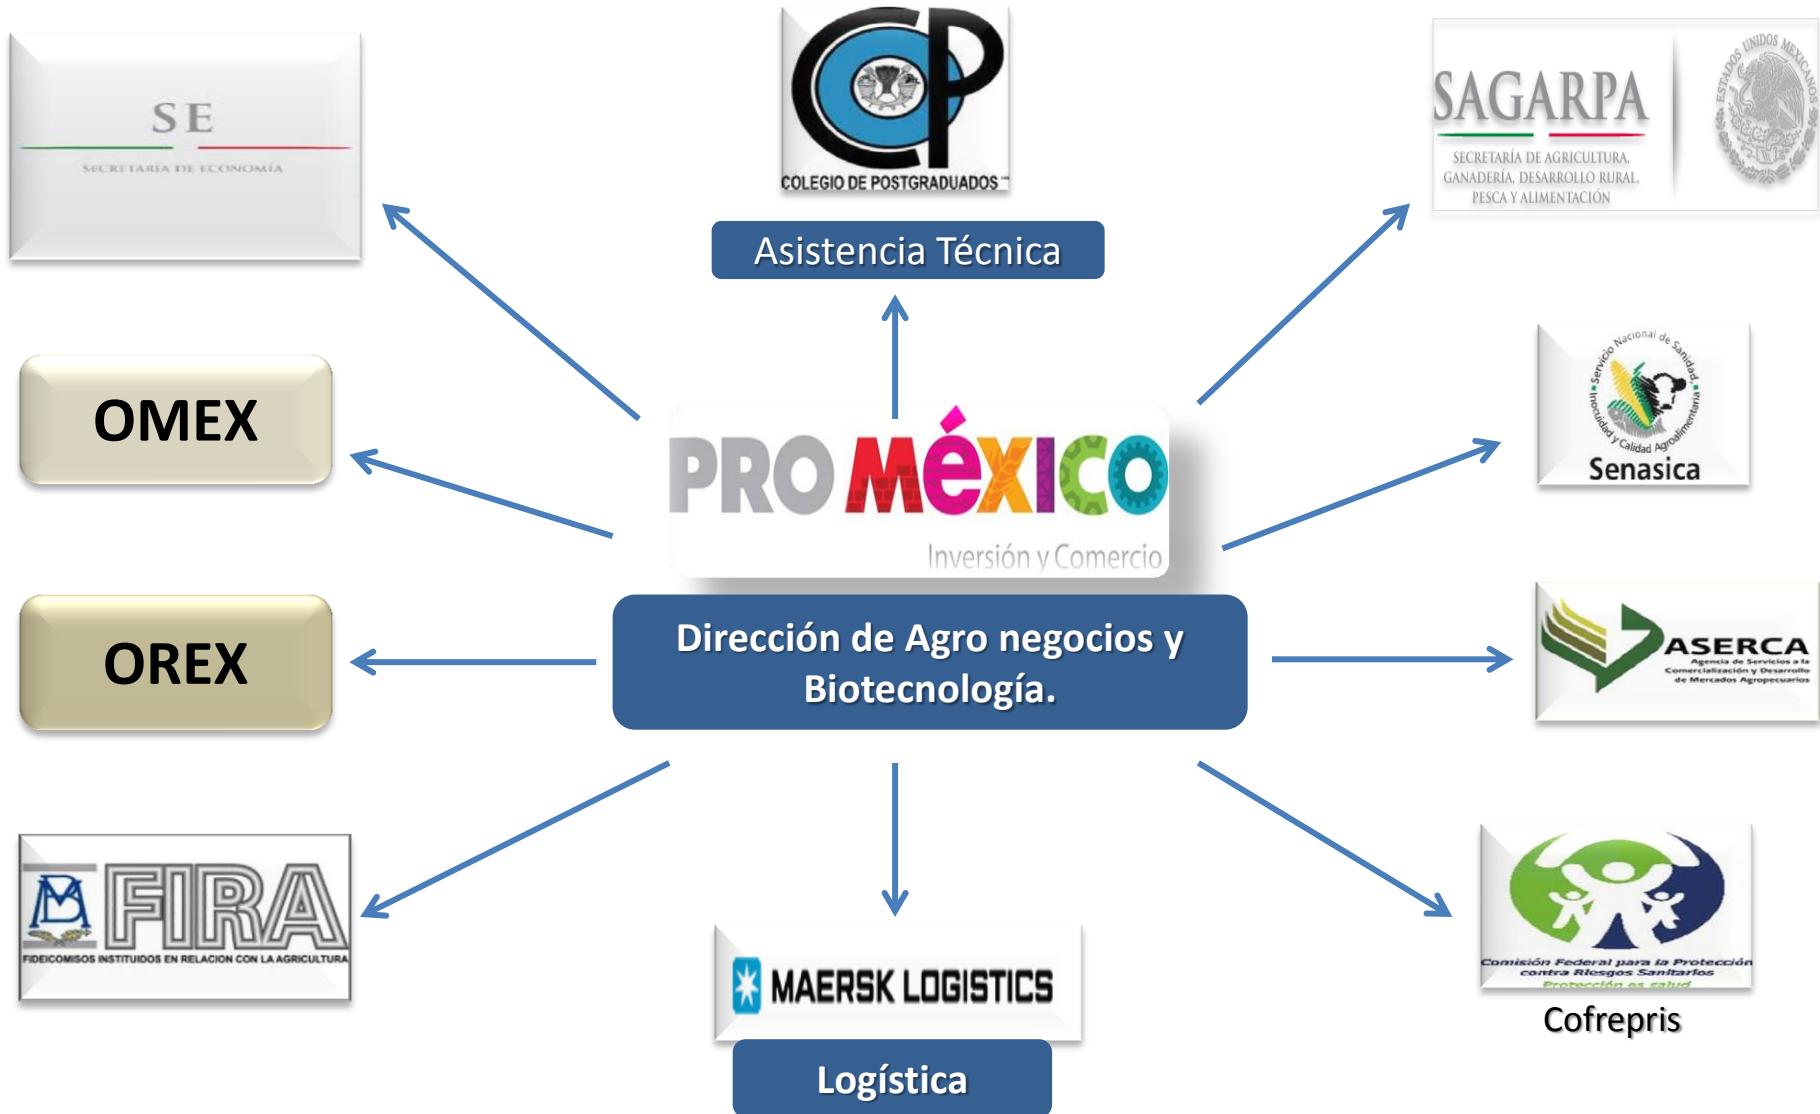 SE
SECRETARÍA DE ECONOMÍA
CP
COLEGIO DE POSTGRADUADOS
Asistencia Técnica
SAGARPA
SECRETARÍA DE AGRICULTURA,
GANADERÍA, DESARROLLO RURAL,
PESCA Y ALIMENTACIÓN
ESTADOS UNIDOS MEXICANOS
OMEX
PRO MéXICO
Inversión y Comercio
Servicio Nacional de Sanidad,
Inocuidad y Calidad Agroalimentaria
Senasica
OREX
Dirección de Agro negocios y
Biotecnología.
ASERCA
Agencia de Servicios a la
Comercialización y Desarrollo
de Mercados Agropecuarios
FIRA
FIDEICOMISOS INSTITUIDOS EN RELACION CON LA AGRICULTURA
MAERSK LOGISTICS
Logística
Comisión Federal para la Protección
contra Riesgos Sanitarios
Protección es salud
Cofrepris